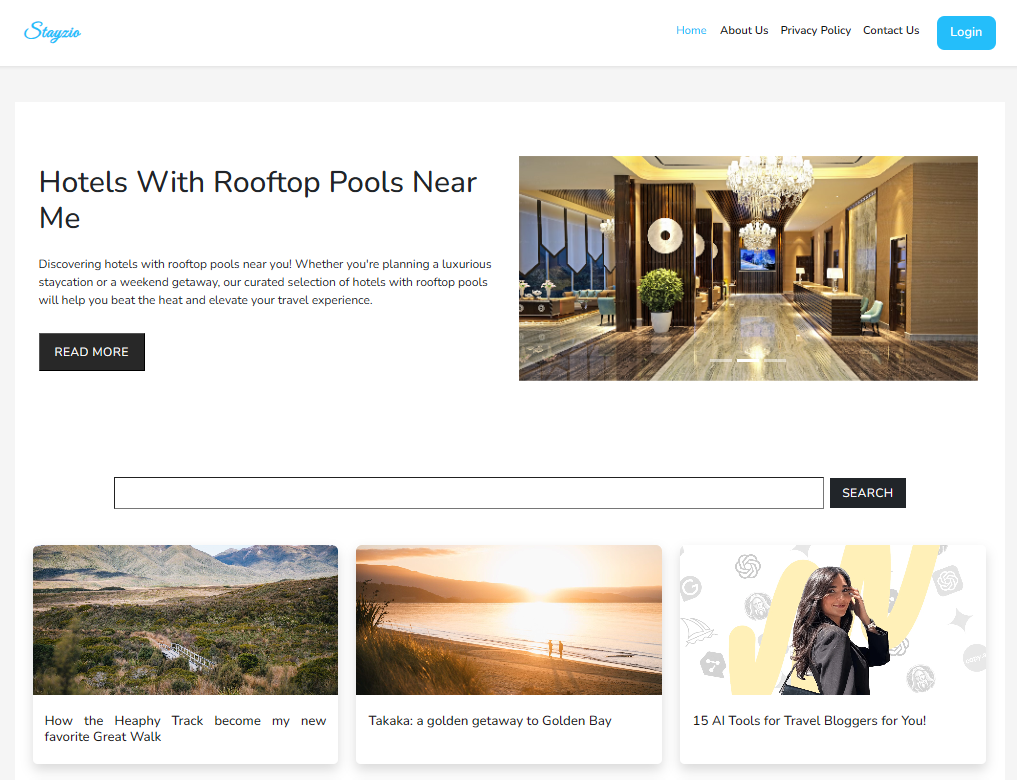 Stayzio
Home About Us Privacy Policy Contact Us Login
Hotels With Rooftop Pools Near
Me
Discovering hotels with rooftop pools near you! Whether you're planning a luxurious
staycation or a weekend getaway, our curated selection of hotels with rooftop pools
will help you beat the heat and elevate your travel experience.
READ MORE
SEARCH
How the Heaphy Track become my new
favorite Great Walk
Takaka: a golden getaway to Golden Bay
15 AI Tools for Travel Bloggers for You!